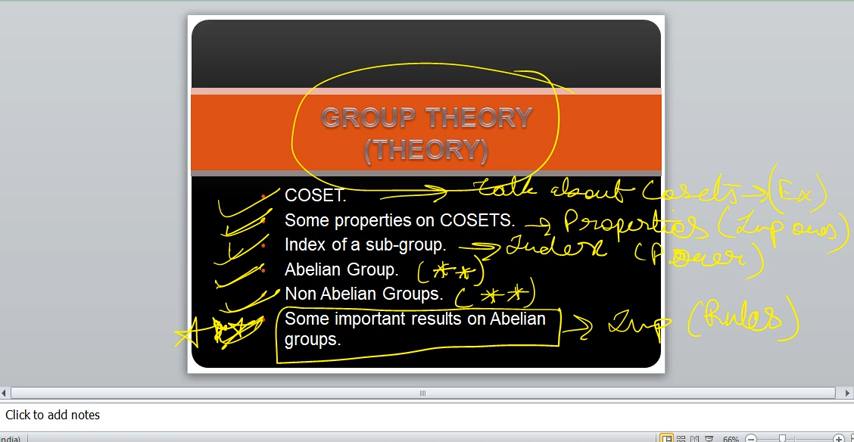 GROUP THEORY
(THEORY)
COSET. → Talk about Cosets → (Ex)
Some properties on COSETS. → Properties (Imp ones)
Index of a sub-group. → Index (Power)
Abelian Group. (**)
Non Abelian Groups. (**)
Some important results on Abelian → Imp (Rules)
groups.
Click to add notes
ndia)
66%